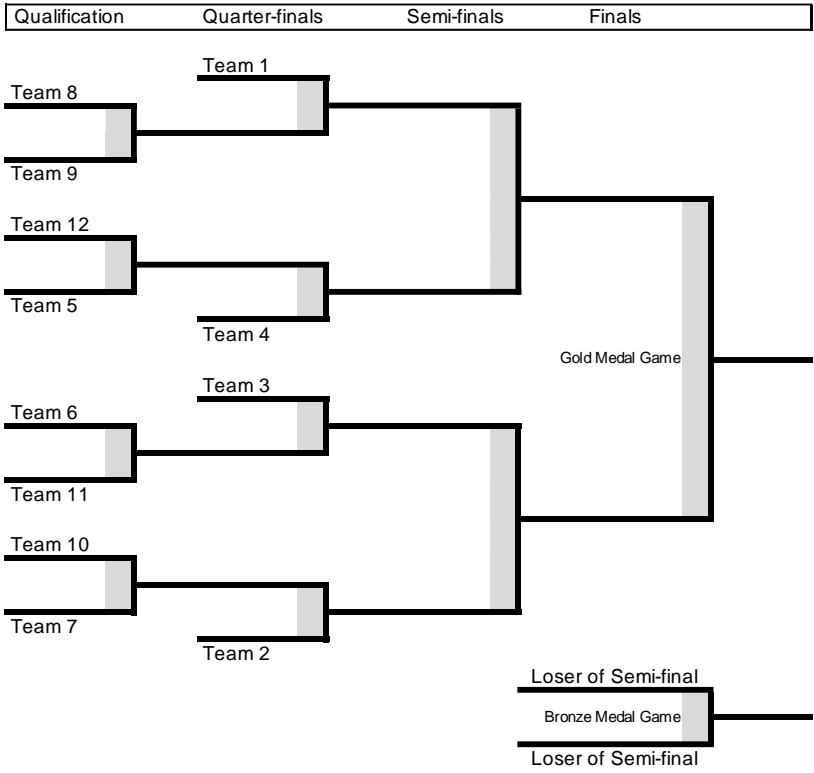 Qualification Quarter-finals Semi-finals Finals
Team 1
Team 8
Team 9
Team 12
Team 5
Team 4
Gold Medal Game
Team 3
Team 6
Team 11
Team 10
Team 7
Team 2
Loser of Semi-final
Bronze Medal Game
Loser of Semi-final